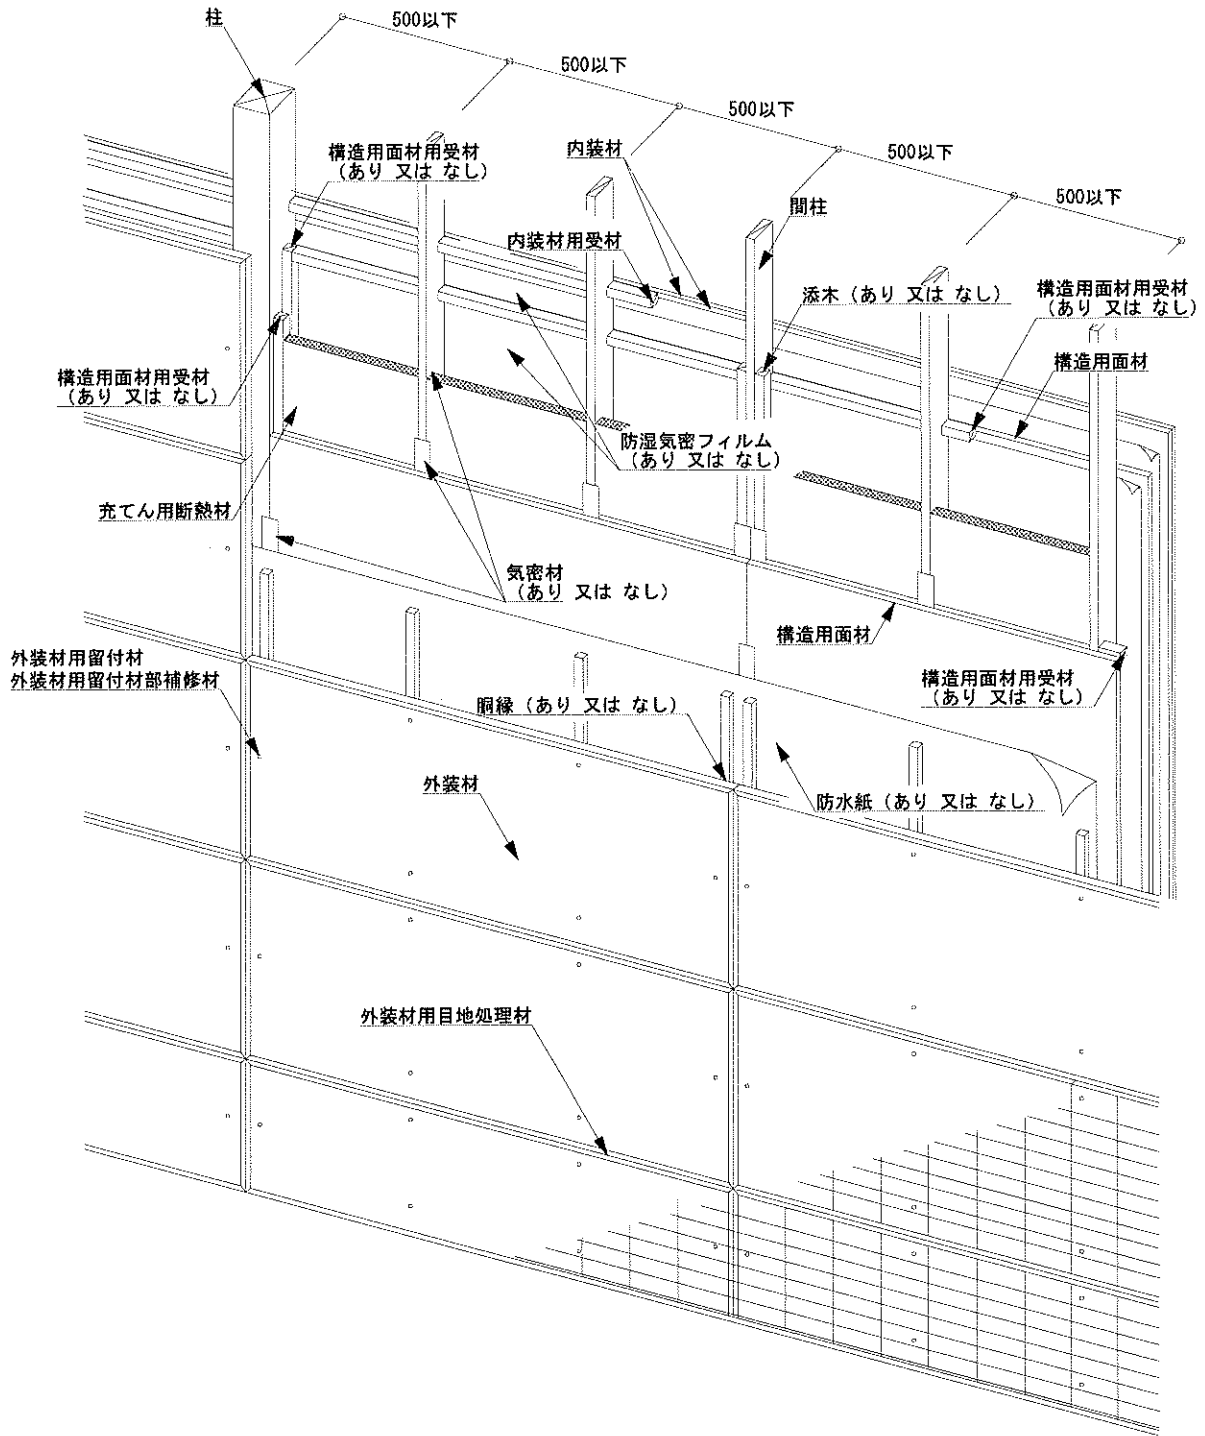 柱
500以下
500以下
500以下
500以下
500以下
構造用面材用受材
(あり 又は なし)
内装材
間柱
内装材用受材
添木 (あり 又は なし)
構造用面材用受材
(あり 又は なし)
構造用面材
構造用面材用受材
(あり 又は なし)
防湿気密フィルム
(あり 又は なし)
充てん用断熱材
気密材
(あり 又は なし)
構造用面材
外装材用留付材
外装材用留付材部補修材
構造用面材用受材
(あり 又は なし)
胴縁 (あり 又は なし)
外装材
防水紙 (あり 又は なし)
外装材用目地処理材